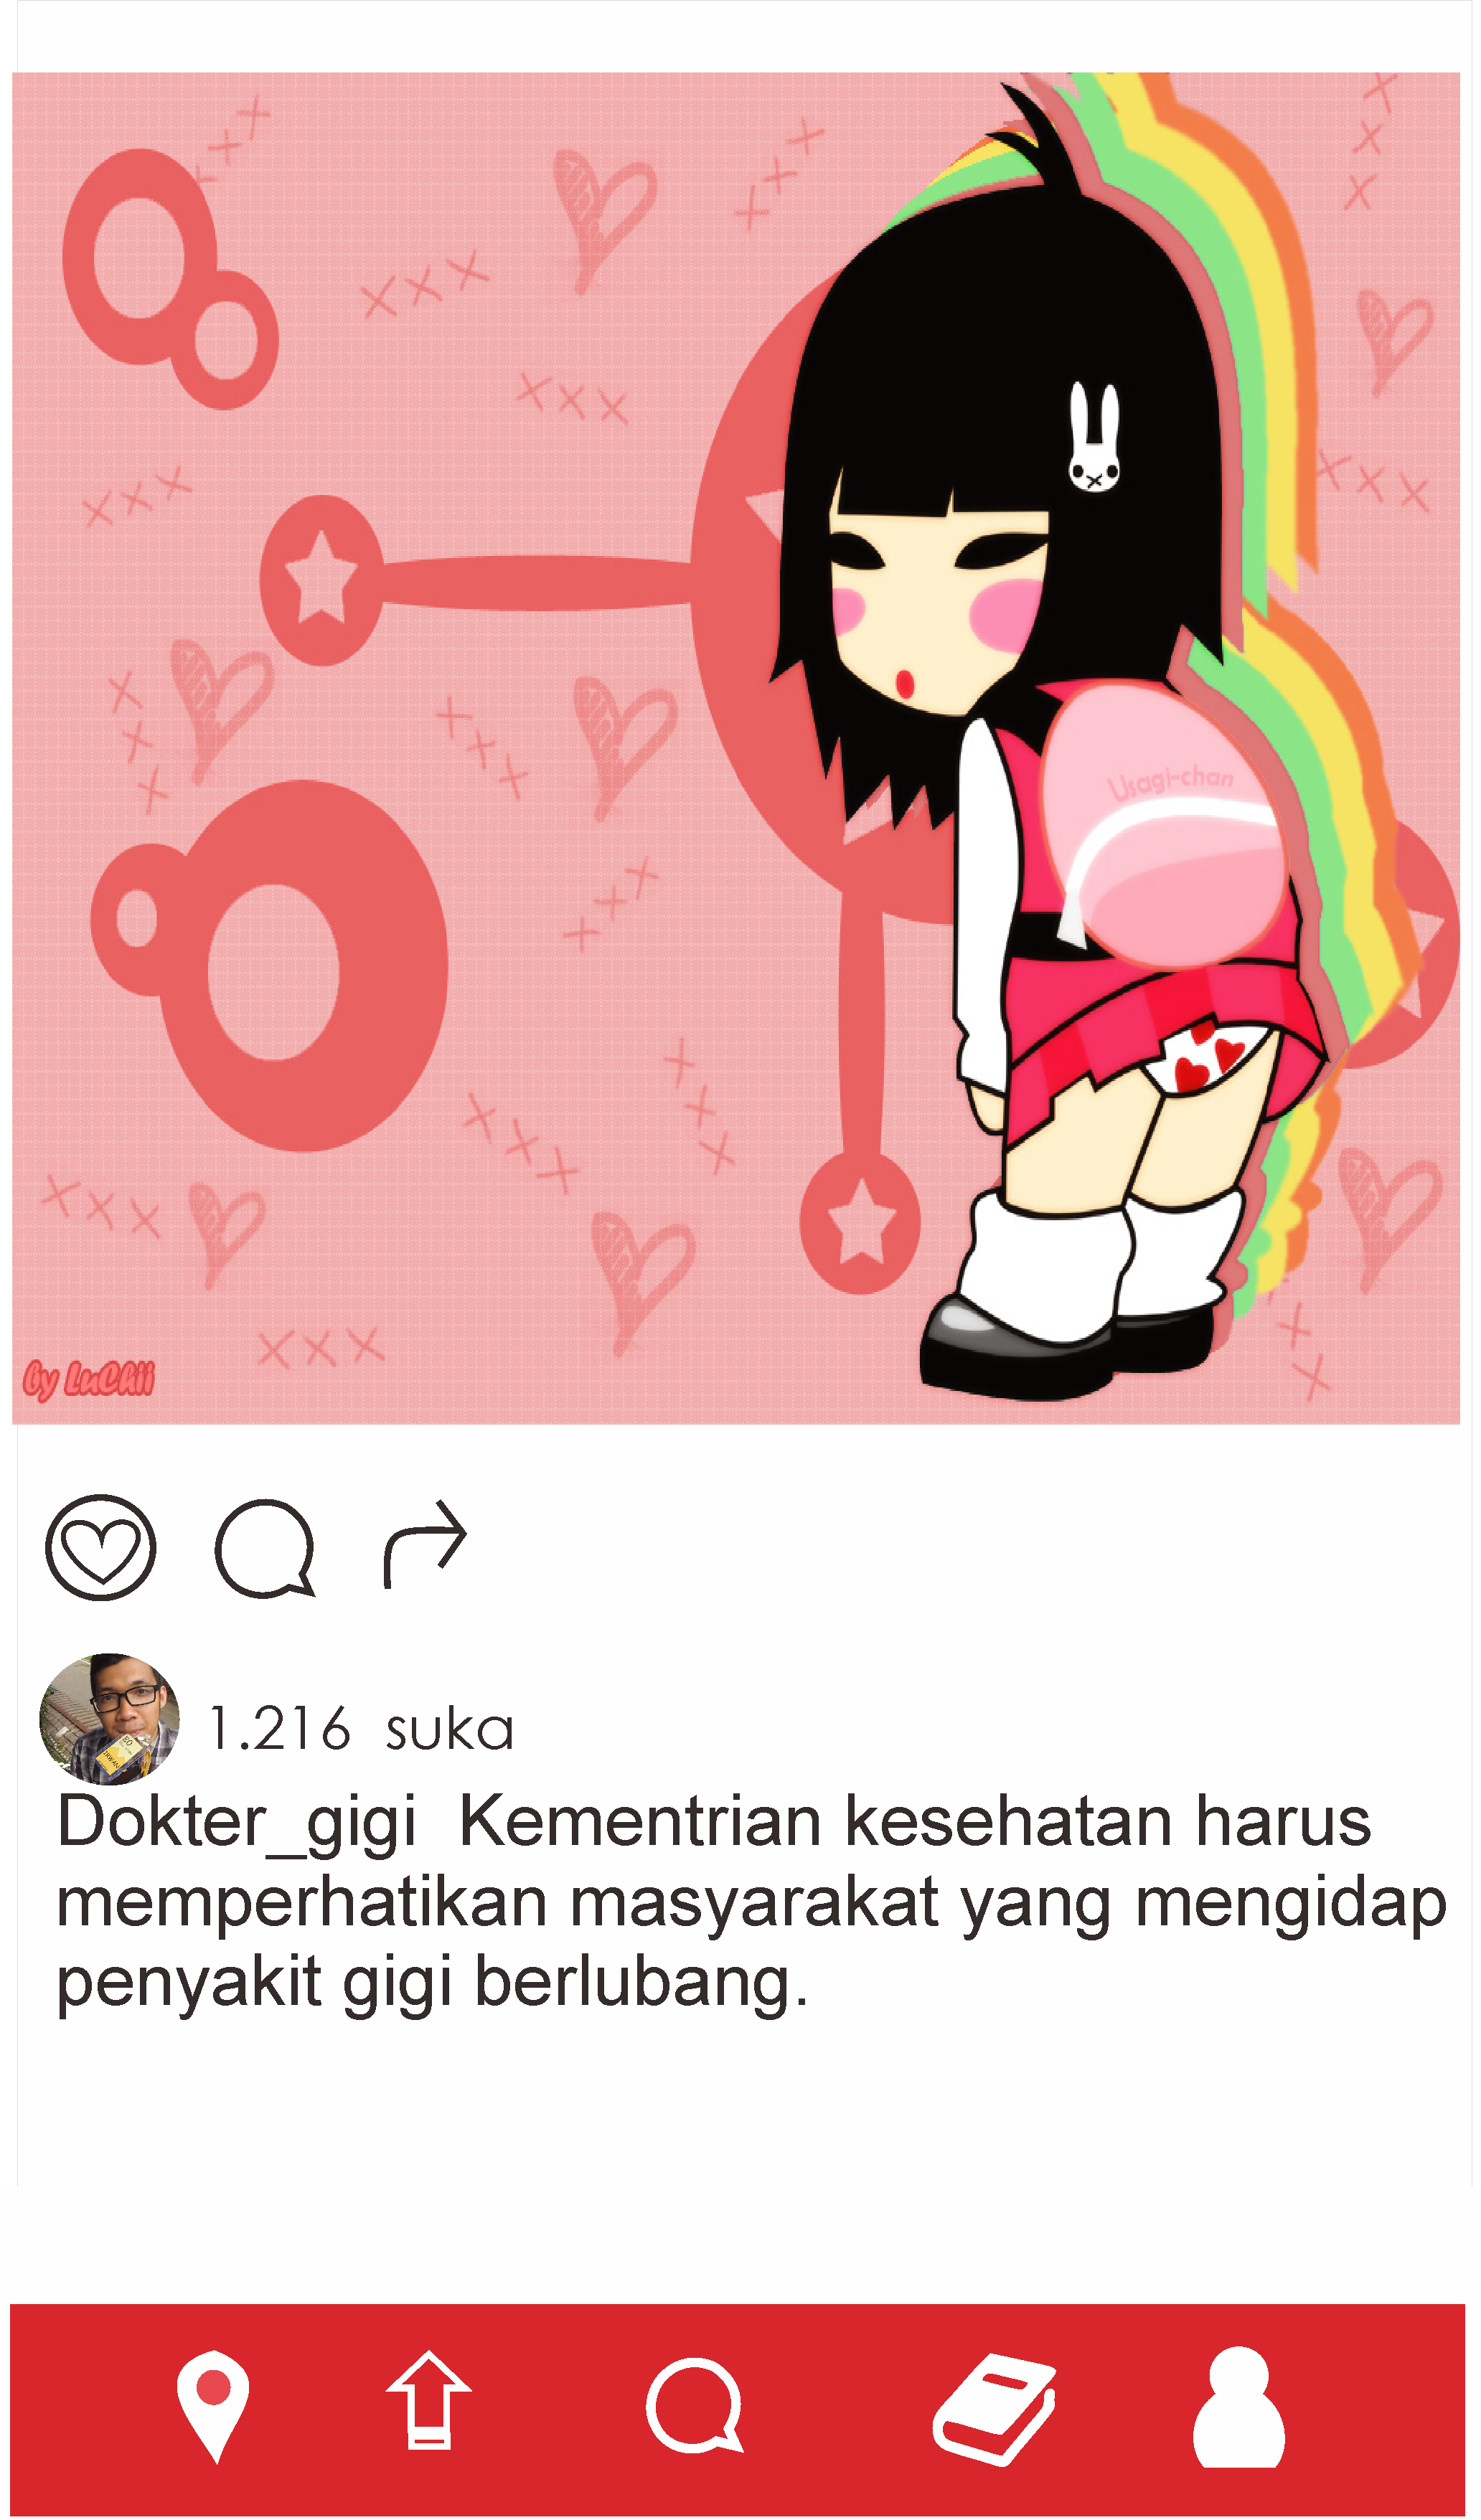 Usagi-chan
by LuChii
1.216 suka
Dokter_gigi Kementrian kesehatan harus
memperhatikan masyarakat yang mengidap
penyakit gigi berlubang.